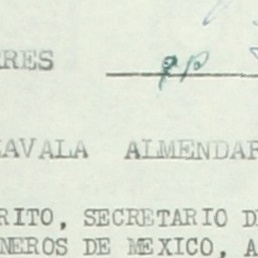 ARES
ZAVALA ALMENDAR
RITO, SECRETARIO D
NEROS DE MEXICO, A